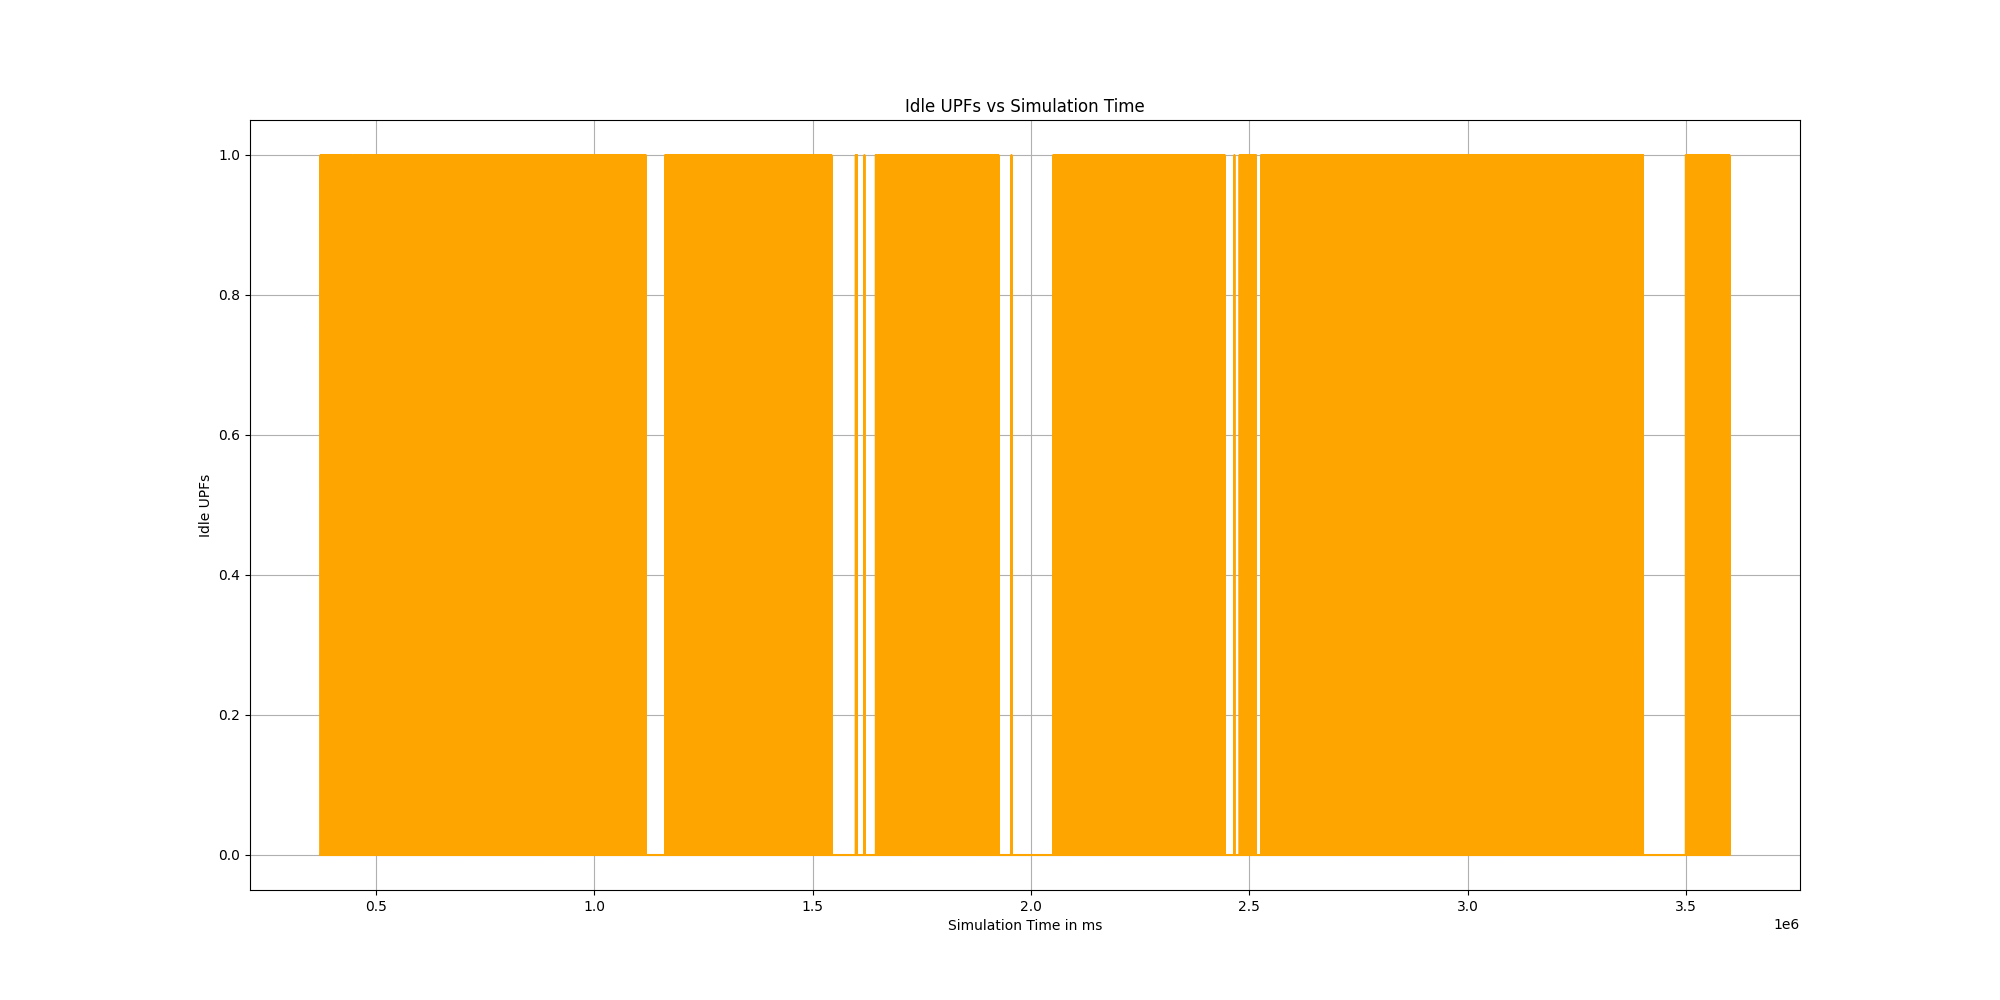 Idle UPFs vs Simulation Time
1.0
0.8
0.6
0.4
0.2
0.0
Idle UPFs
0.5 1.0 1.5 2.0 2.5 3.0 3.5
1e6
Simulation Time in ms